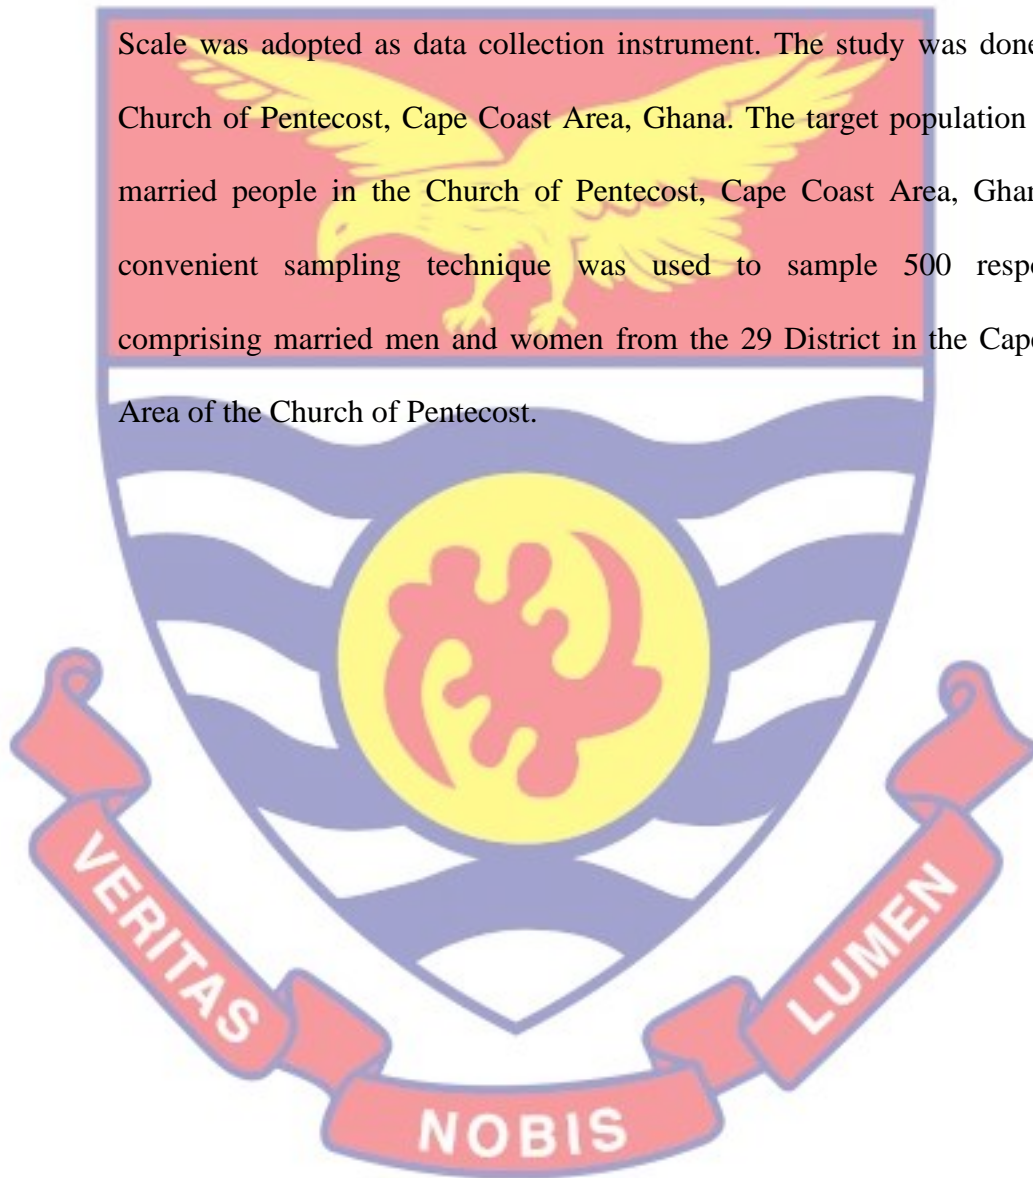 Scale was adopted as data collection instrument. The study was done
Church of Pentecost, Cape Coast Area, Ghana. The target population
married people in the Church of Pentecost, Cape Coast Area,
convenient sampling technique was used to sample 500
comprising married men and women from the 29 District in the
Area of the Church of Pentecost.
VERITAS
NOBIS
LUMEN